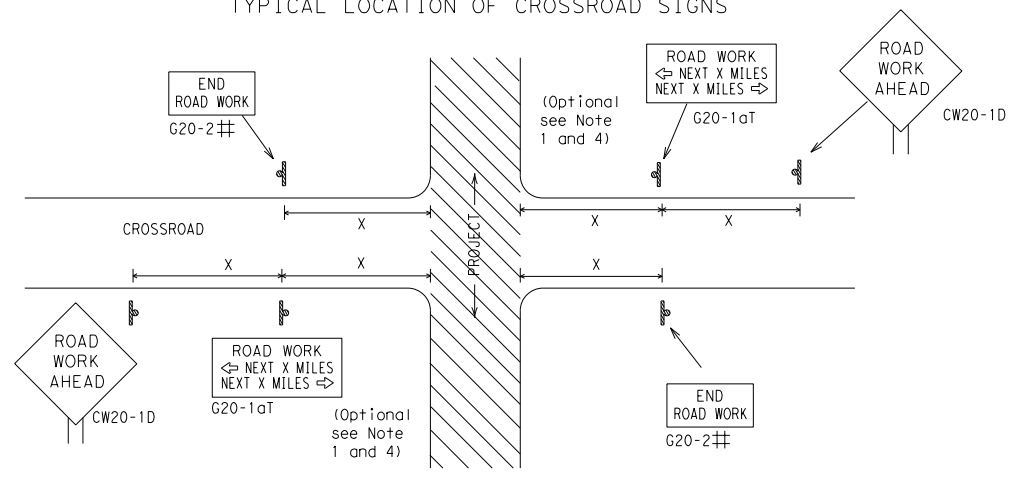 TYPICAL LOCATION OF CROSSROAD SIGNS
END
ROAD WORK
G20-2#
(Optional
see Note
1 and 4)
ROAD WORK
⇦ NEXT X MILES
NEXT X MILES ⇨
G20-1aT
ROAD
WORK
AHEAD
CW20-1D
X
X
X
CROSSROAD
PROJECT
X
X
X
ROAD
WORK
AHEAD
CW20-1D
ROAD WORK
⇦ NEXT X MILES
NEXT X MILES ⇨
G20-1aT
(Optional
see Note
1 and 4)
END
ROAD WORK
G20-2#